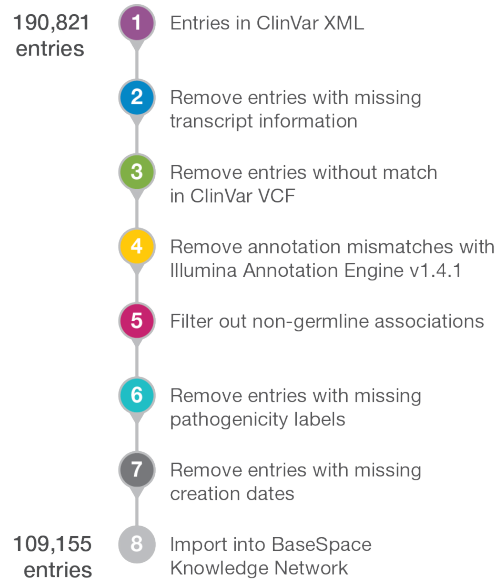 190,821
entries
1
Entries in ClinVar XML
2
Remove entries with missing
transcript information
3
Remove entries without match
in ClinVar VCF
4
Remove annotation mismatches with
Illumina Annotation Engine v1.4.1
5
Filter out non-germline associations
6
Remove entries with missing
pathogenicity labels
7
Remove entries with missing
creation dates
109,155
entries
8
Import into BaseSpace
Knowledge Network